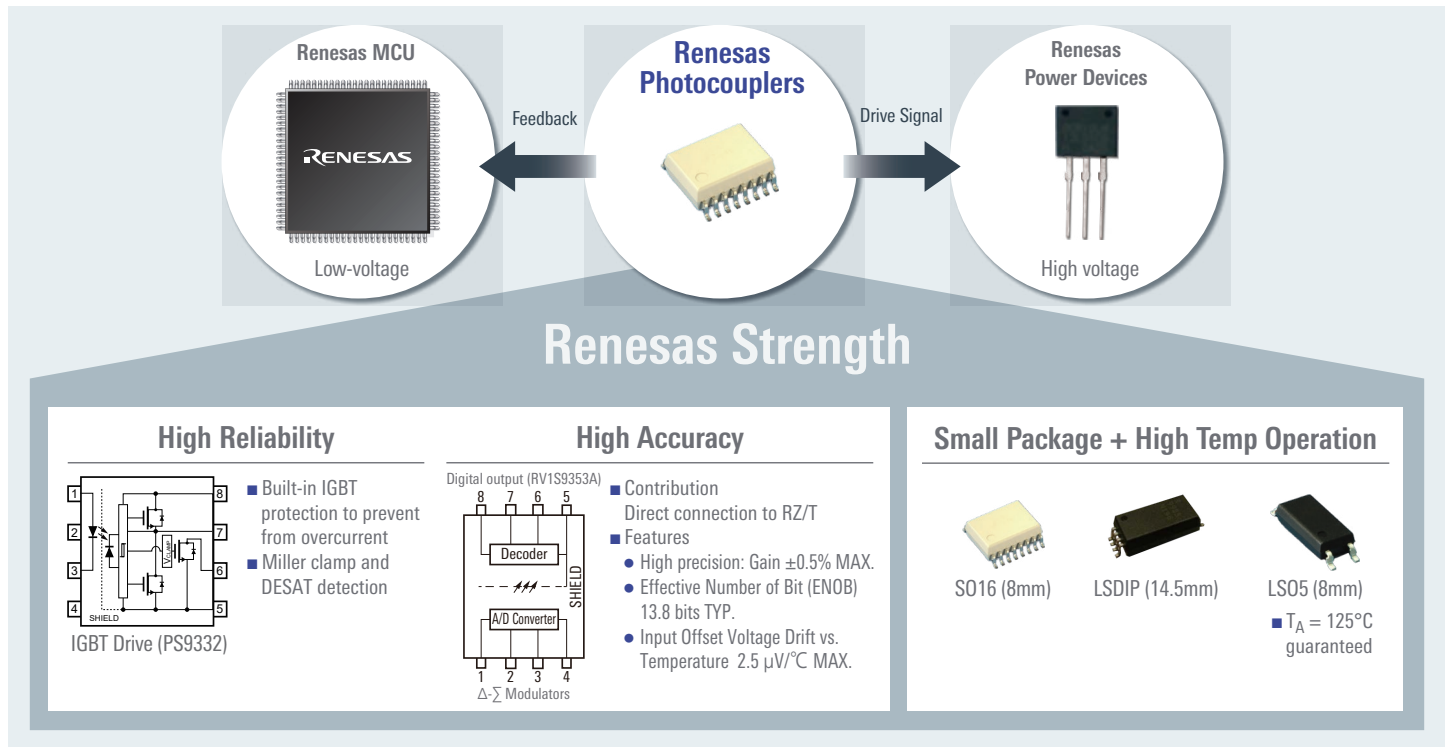 Renesas MCU
RENESAS
Low-voltage
Feedback
Renesas
Photocouplers
Drive Signal
Renesas
Power Devices
High voltage
Renesas Strength
High Reliability
1
2
3
4
8
7
6
5
VCLAMP
SHIELD
IGBT Drive (PS9332)
■ Built-in IGBT
protection to prevent
from overcurrent
■ Miller clamp and
DESAT detection
High Accuracy
Digital output (RV1S9353A)
8 7 6 5
Decoder
SHIELD
A/D Converter
1 2 3 4
Δ-∑ Modulators
■ Contribution
Direct connection to RZ/T
■ Features
● High precision: Gain ±0.5% MAX.
● Effective Number of Bit (ENOB)
13.8 bits TYP.
● Input Offset Voltage Drift vs.
Temperature 2.5 μV/°C MAX.
Small Package + High Temp Operation
SO16 (8mm)
LSDIP (14.5mm)
LSO5 (8mm)
■ TA = 125°C
guaranteed